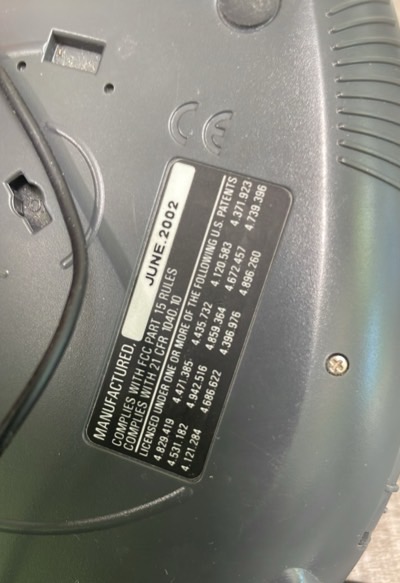 CE
MANUFACTURED, JUNE.2002
COMPLIES WITH FCC PART 15 RULES
COMPLIES WITH 21 CFR 1040.10
LICENSED UNDER ONE OR MORE OF THE FOLLOWING U.S. PATENTS
4.829.419 4.471.385 4.435.732 4.120.583 4.371.923
4.531.182 4.942.516 4.859.364 4.672.457 4.739.396
4.121.284 4.686.622 4.396.976 4.896.260